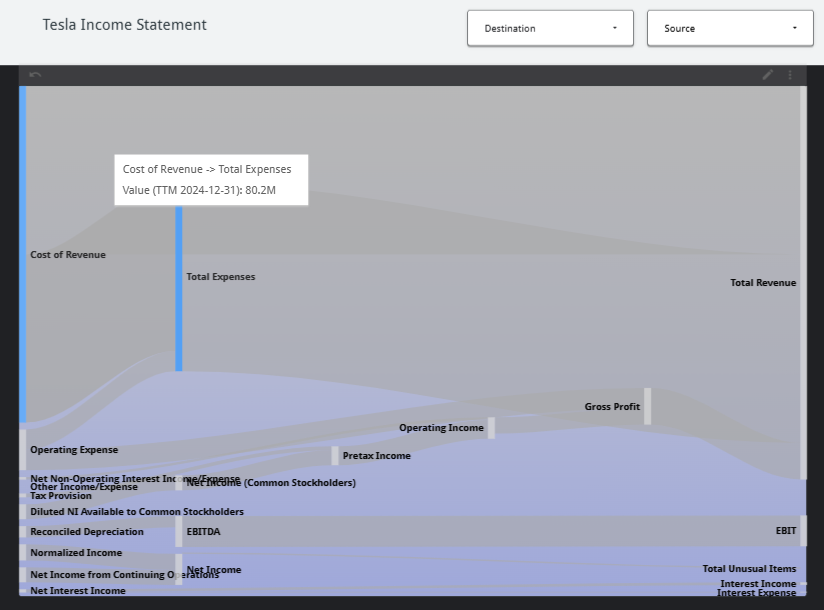 Tesla Income Statement
Destination
Source
Cost of Revenue -> Total Expenses
Value (TTM 2024-12-31): 80.2M
Cost of Revenue
Total Expenses
Total Revenue
Gross Profit
Operating Income
Operating Expense
Pretax Income
Net Non-Operating Interest Income/Expense
Net Income (Common Stockholders)
Other Income/Expense
Tax Provision
Diluted NI Available to Common Stockholders
Reconciled Depreciation
EBITDA
EBIT
Normalized Income
Net Income
Total Unusual Items
Net Income from Continuing Operations
Interest Income
Net Interest Income
Interest Expense